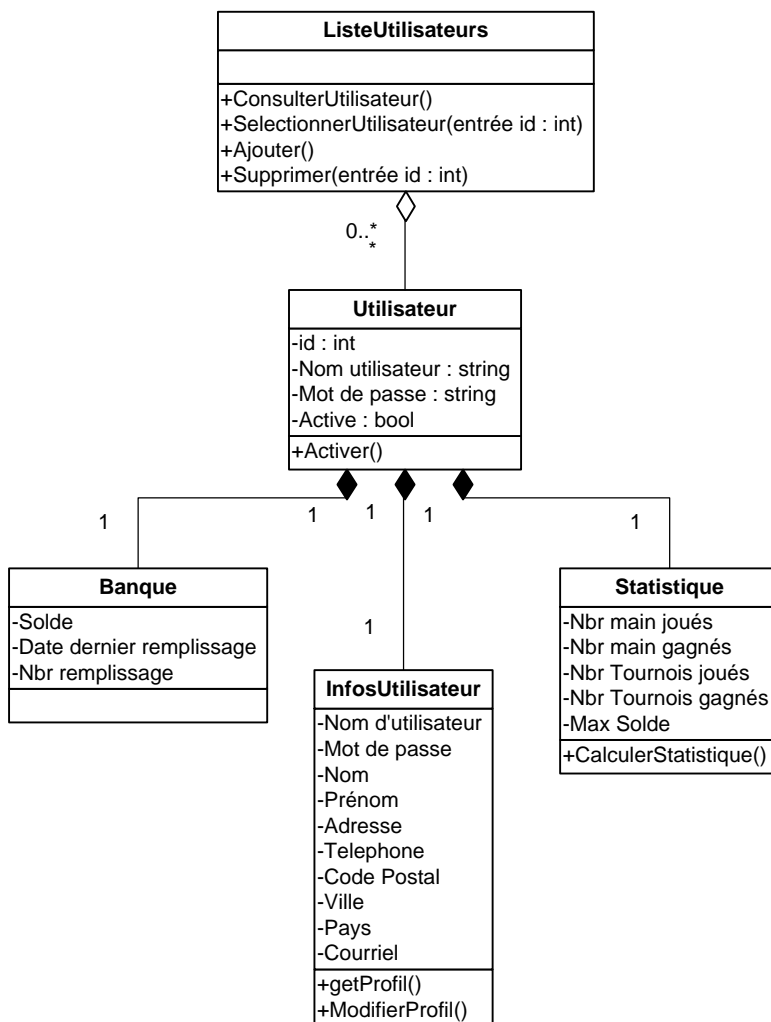 ListeUtilisateurs
+ConsulterUtilisateur()
+SelectionnerUtilisateur(entrée id : int)
+Ajouter()
+Supprimer(entrée id : int)
0..*
*
Utilisateur
-id : int
-Nom utilisateur : string
-Mot de passe : string
-Active : bool
+Activer()
1
1
1
1
1
Banque
-Solde
-Date dernier remplissage
-Nbr remplissage
Statistique
-Nbr main joués
-Nbr main gagnés
-Nbr Tournois joués
-Nbr Tournois gagnés
-Max Solde
+CalculerStatistique()
1
InfosUtilisateur
-Nom d'utilisateur
-Mot de passe
-Nom
-Prénom
-Adresse
-Telephone
-Code Postal
-Ville
-Pays
-Courriel
+getProfil()
+ModifierProfil()